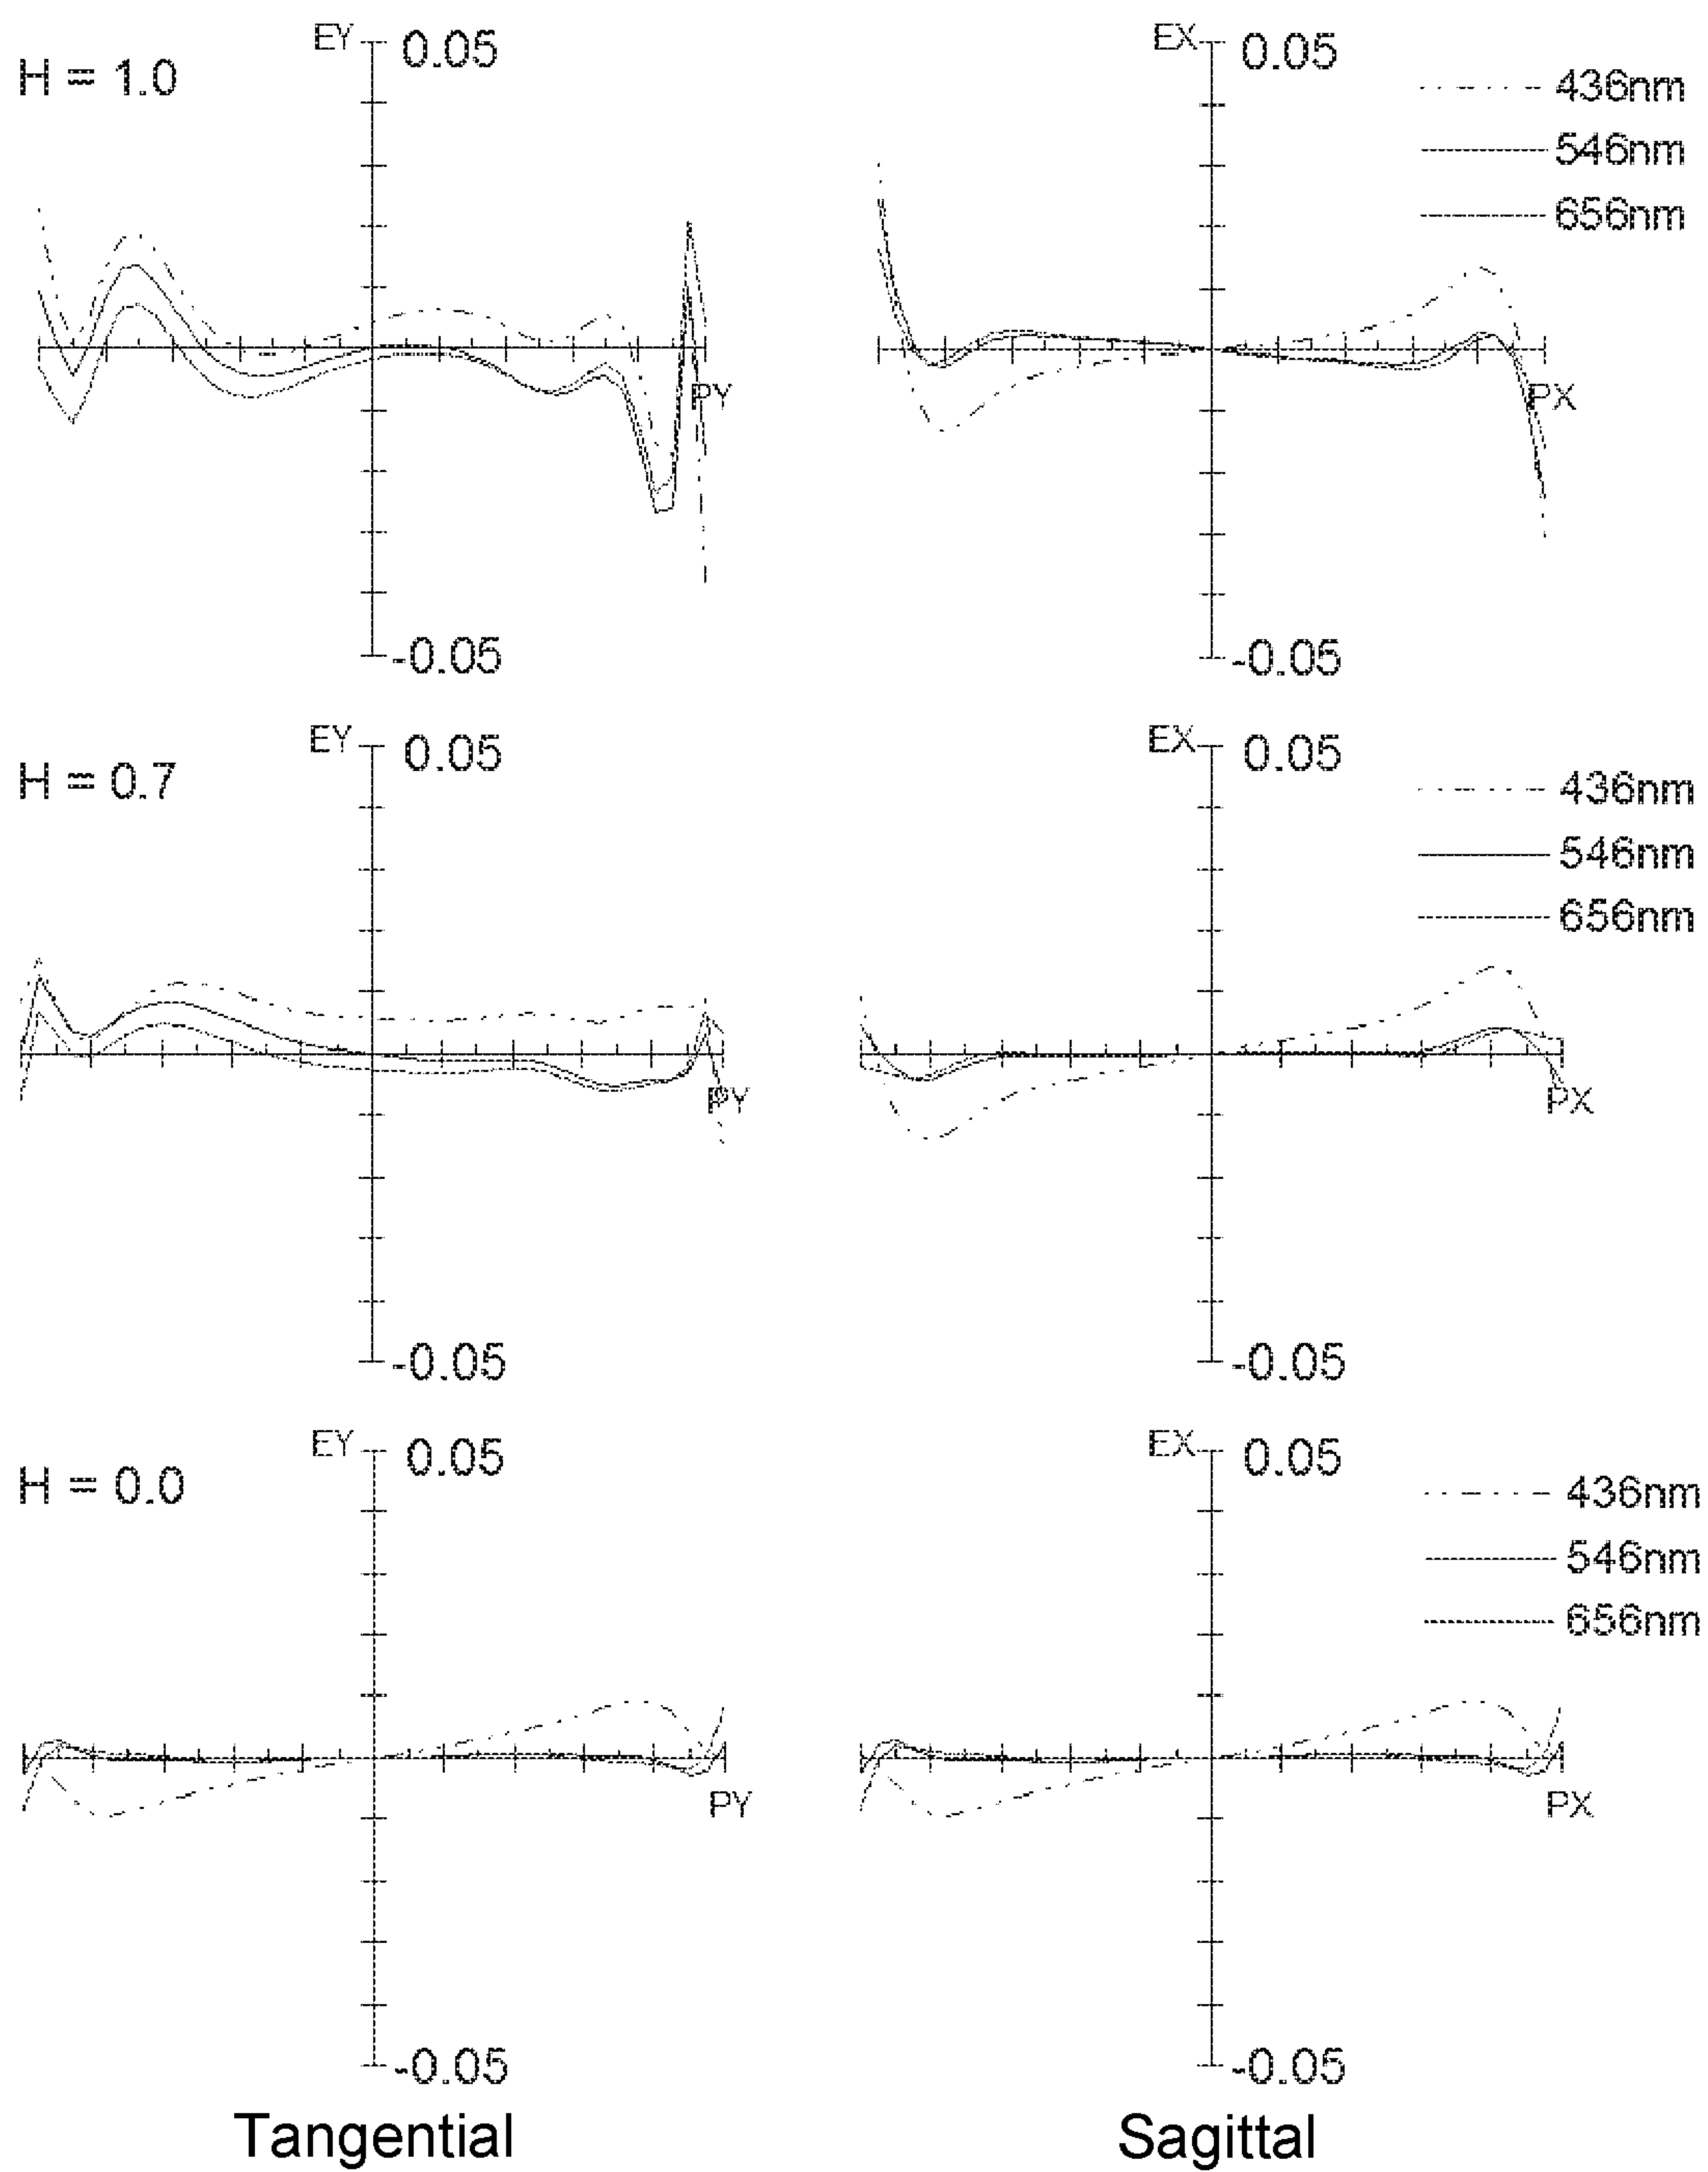 EY 0.05 EX 0.05
H = 1.0 436nm
546nm
656nm
PY PX
-0.05 -0.05
EY 0.05 EX 0.05
H = 0.7 436nm
546nm
656nm
PY PX
-0.05 -0.05
EY 0.05 EX 0.05
H = 0.0 436nm
546nm
656nm
PY PX
-0.05 -0.05
Tangential Sagittal